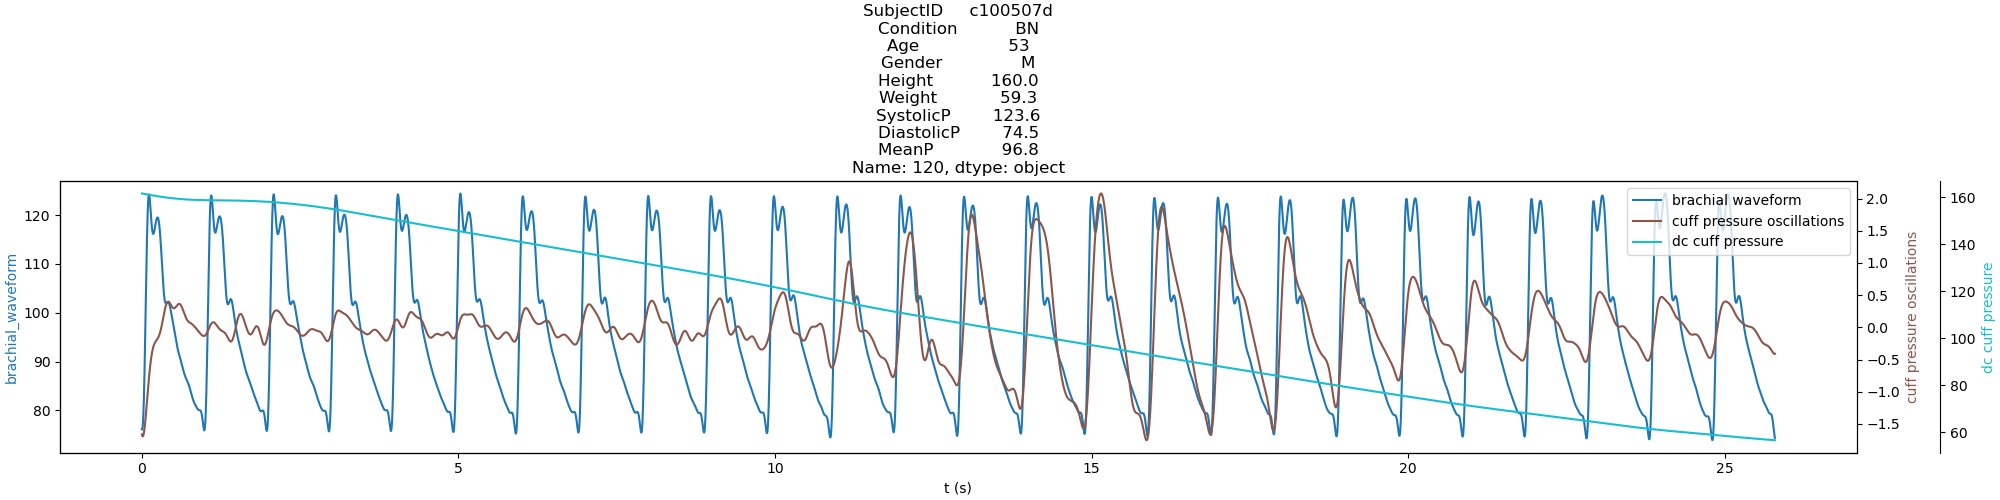 SubjectID c100507d
Condition BN
Age 53
Gender M
Height 160.0
Weight 59.3
SystolicP 123.6
DiastolicP 74.5
MeanP 96.8
Name: 120, dtype: object
brachial waveform
cuff pressure oscillations
dc cuff pressure
brachial_waveform
120
110
100
90
80
2.0
1.5
1.0
0.5
0.0
−0.5
−1.0
−1.5
cuff pressure oscillations
160
140
120
100
80
60
dc cuff pressure
0 5 10 15 20 25
t (s)